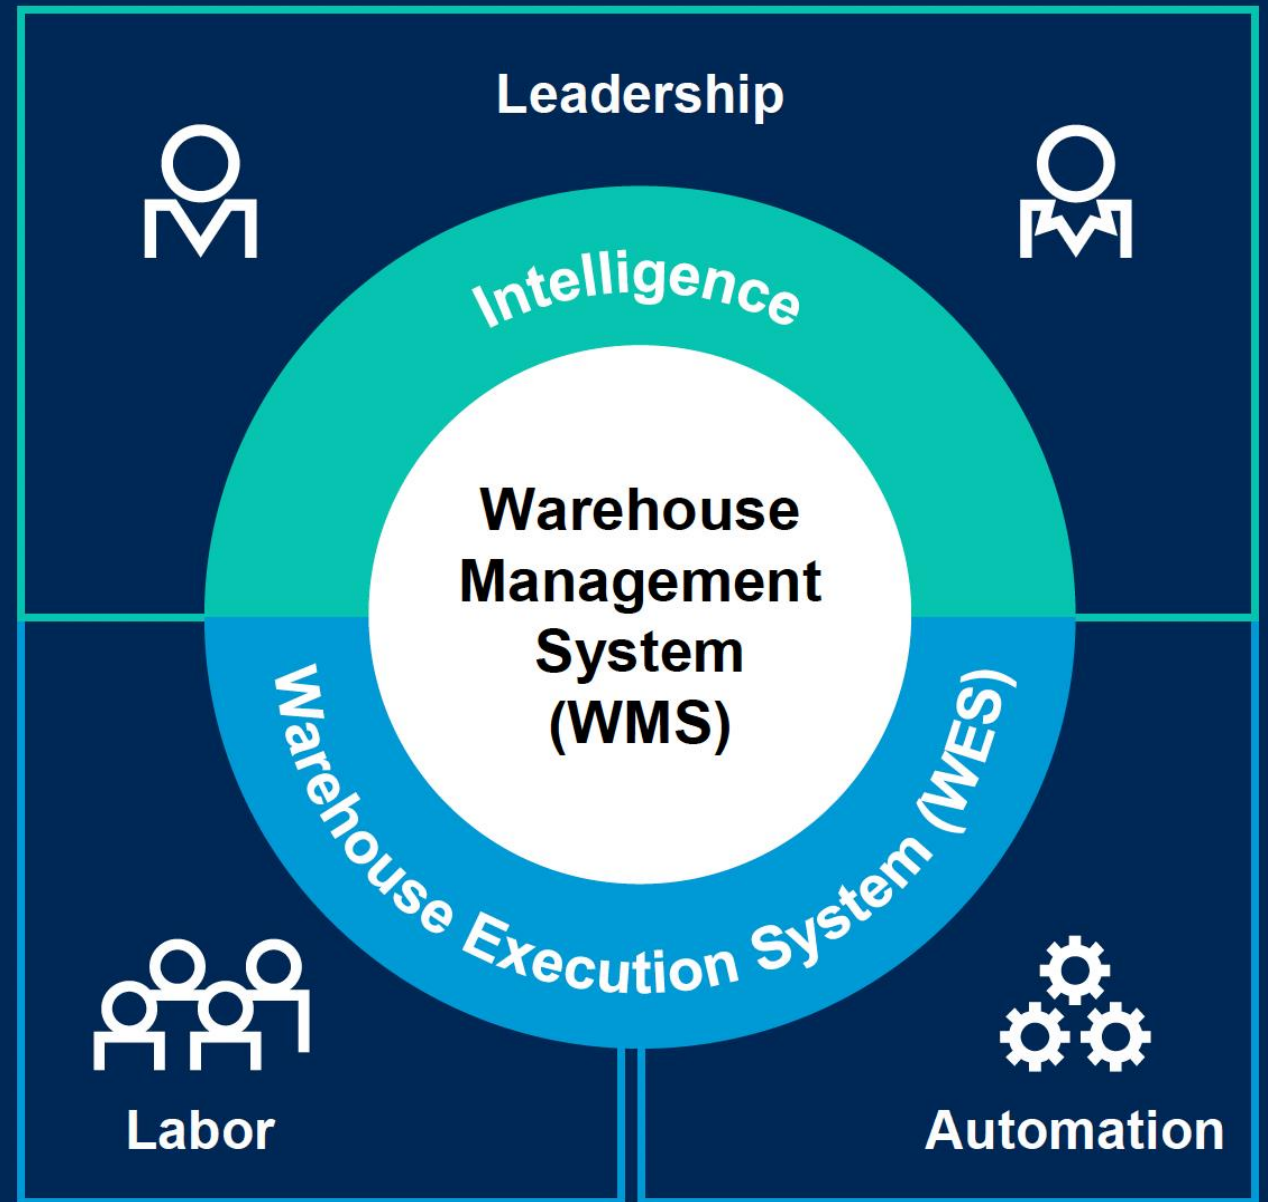 Leadership
Intelligence
Warehouse
Management
System
(WMS)
Warehouse Execution System (WES)
Labor
Automation